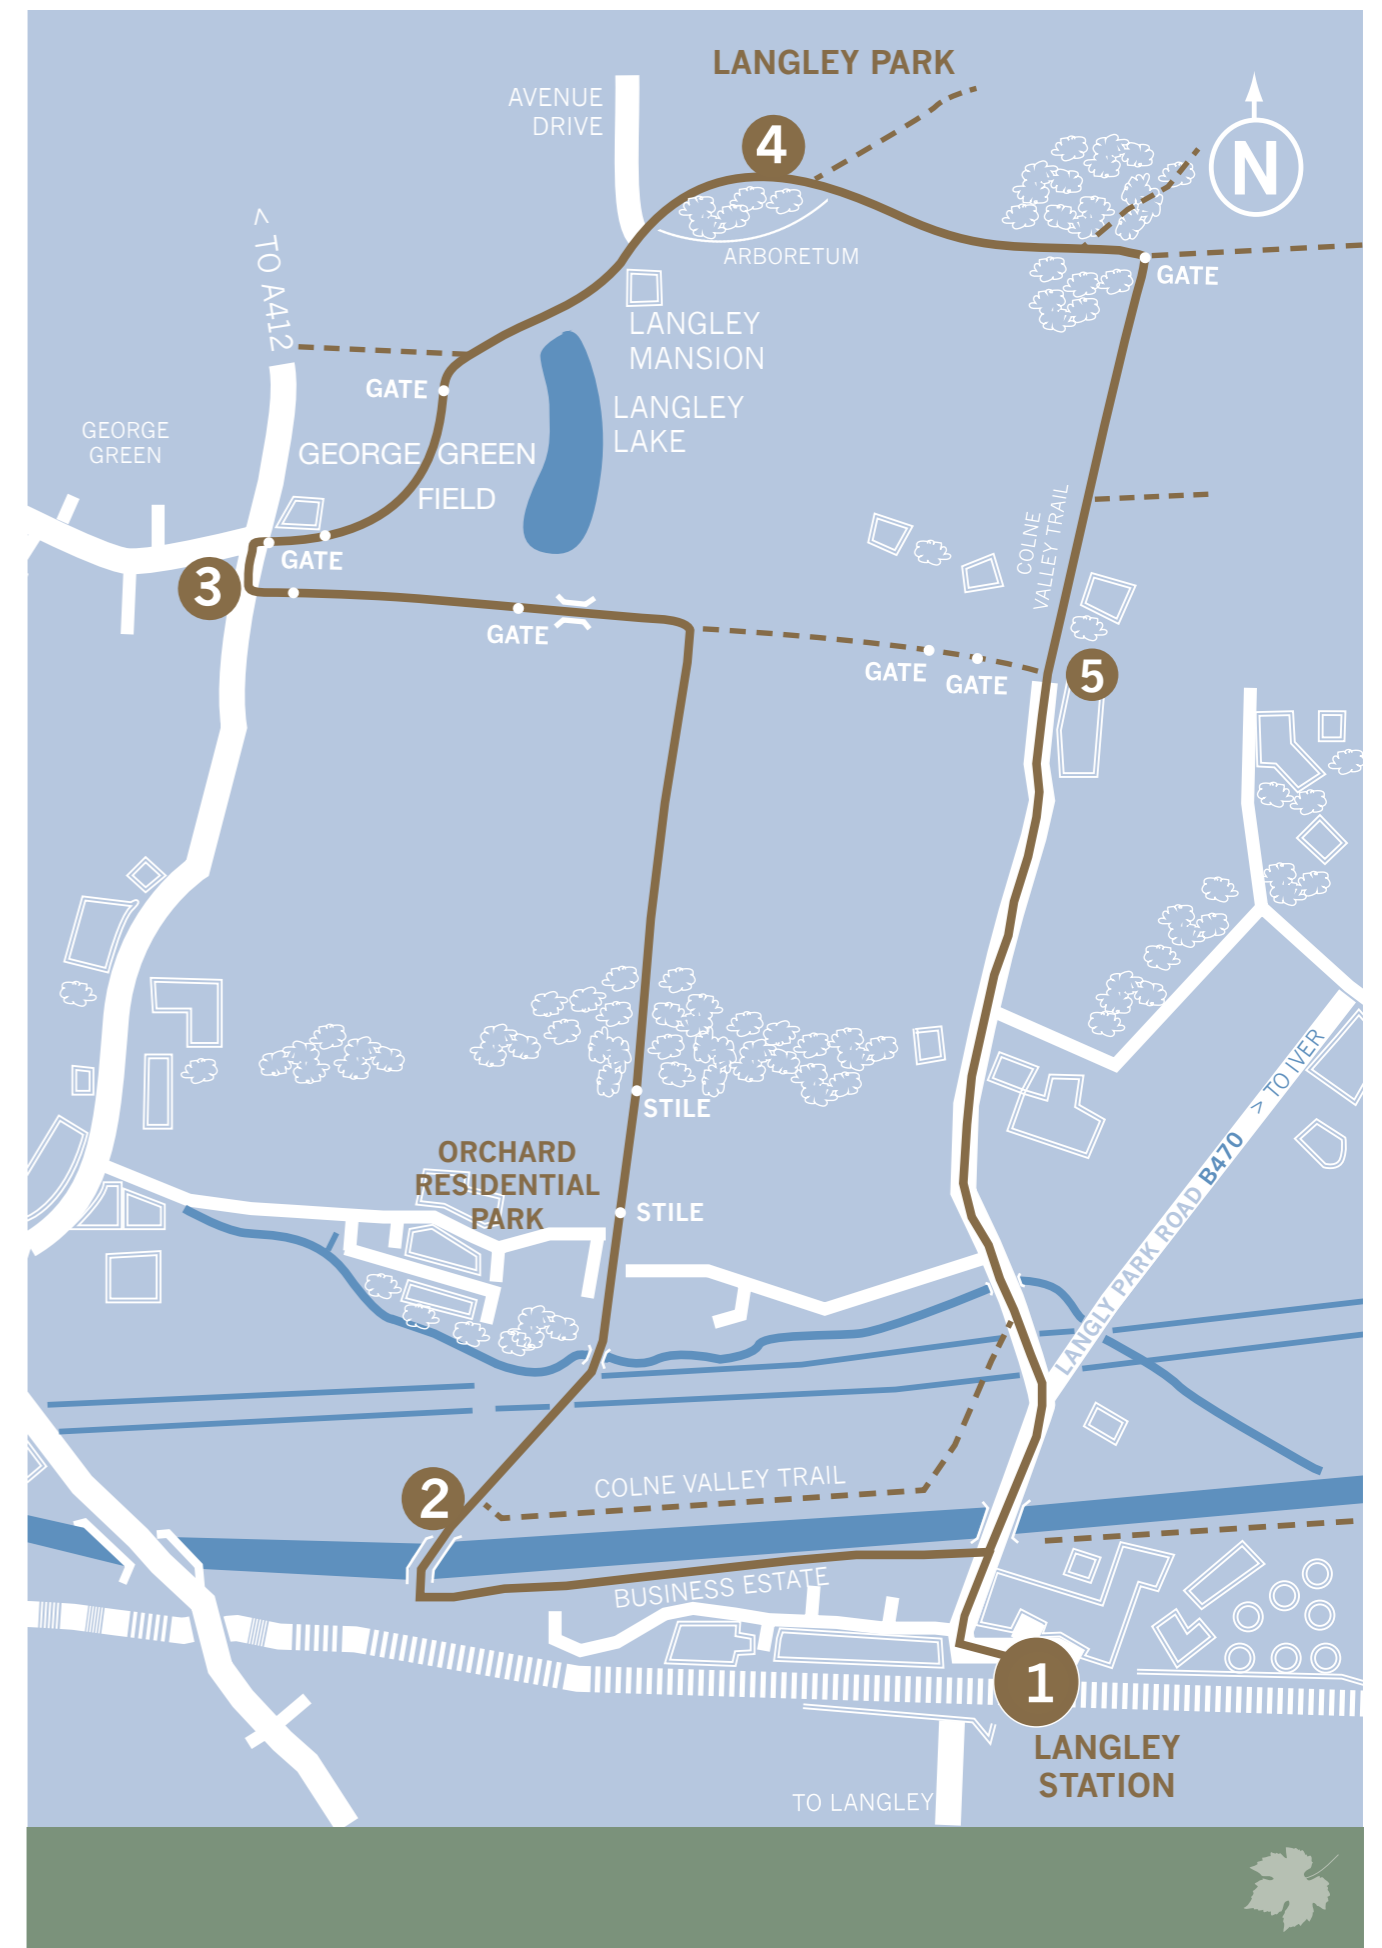 LANGLEY PARK
AVENUE
DRIVE
4
N
< TO A412
ARBORETUM
GATE
LANGLEY
MANSION
GATE
LANGLEY
LAKE
GEORGE
GREEN
GEORGE GREEN
FIELD
COLNE
VALLEY TRAIL
GATE
3
GATE
GATE
GATE
5
STILE
ORCHARD
RESIDENTIAL
PARK
STILE
LANGLY PARK ROAD B470 > TO IVER
COLNE VALLEY TRAIL
2
BUSINESS ESTATE
1
LANGLEY
STATION
TO LANGLEY